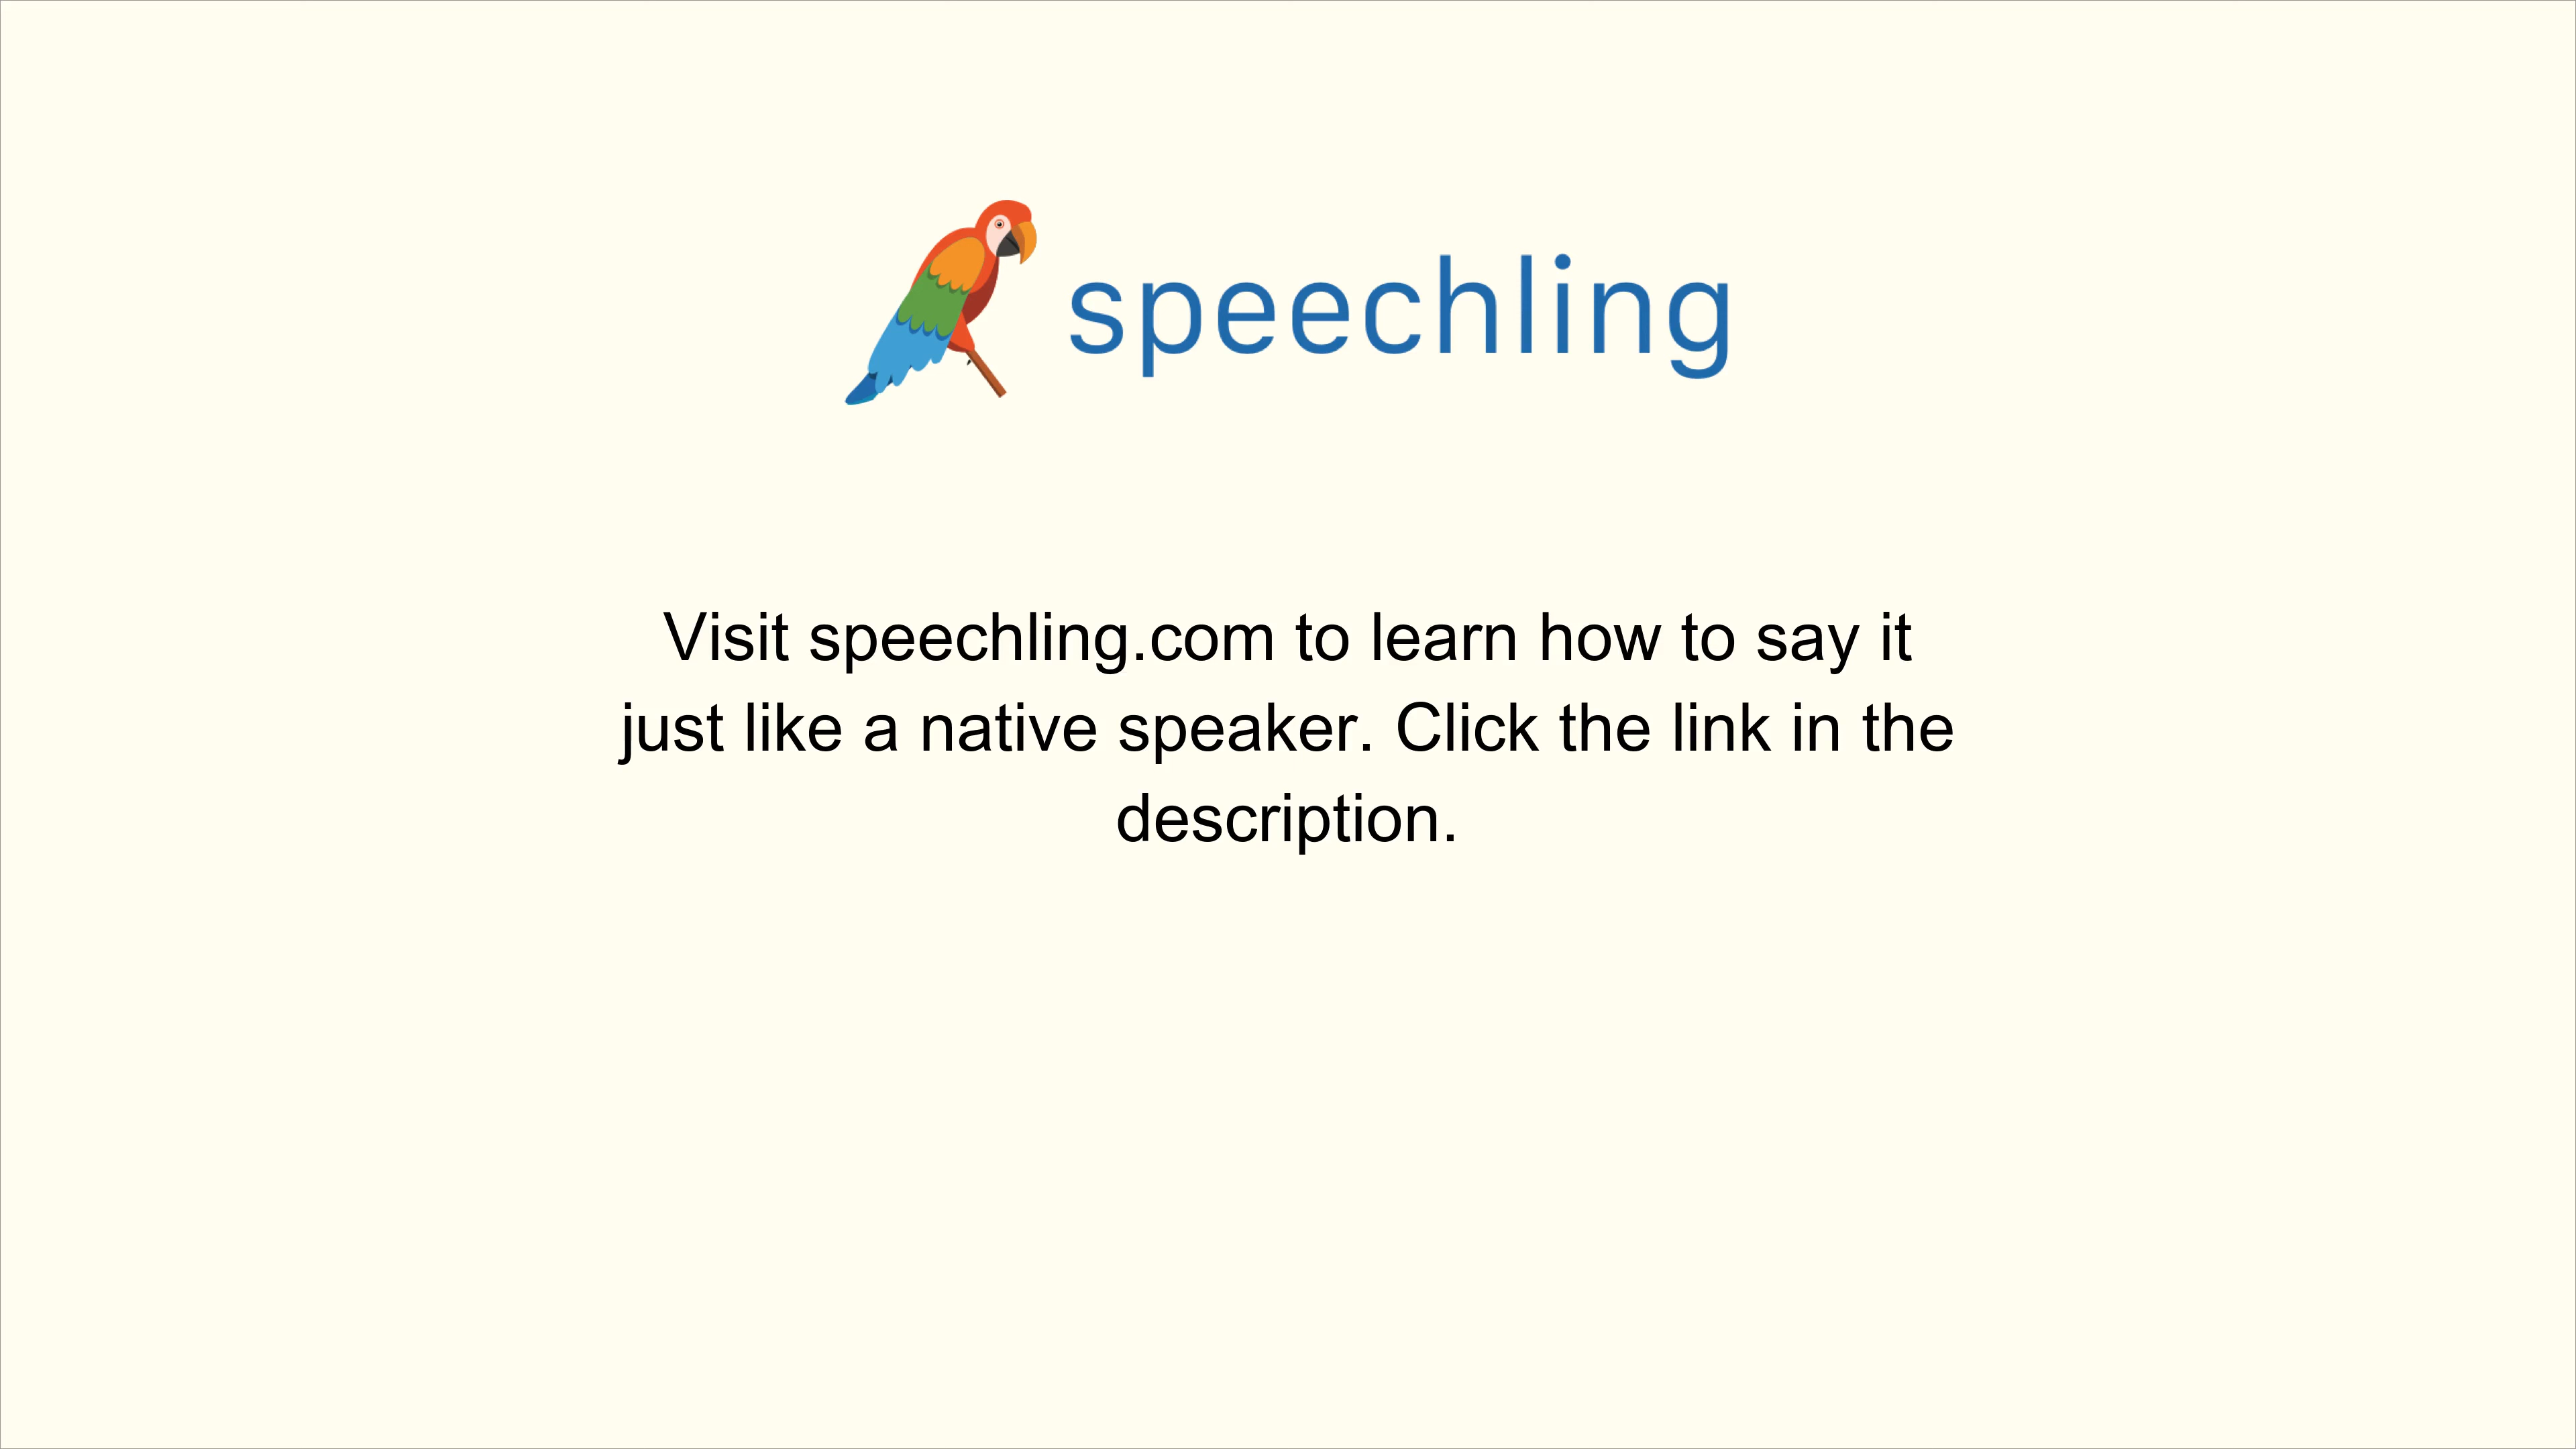 speechling
Visit speechling.com to learn how to say it
just like a native speaker. Click the link in the
description.